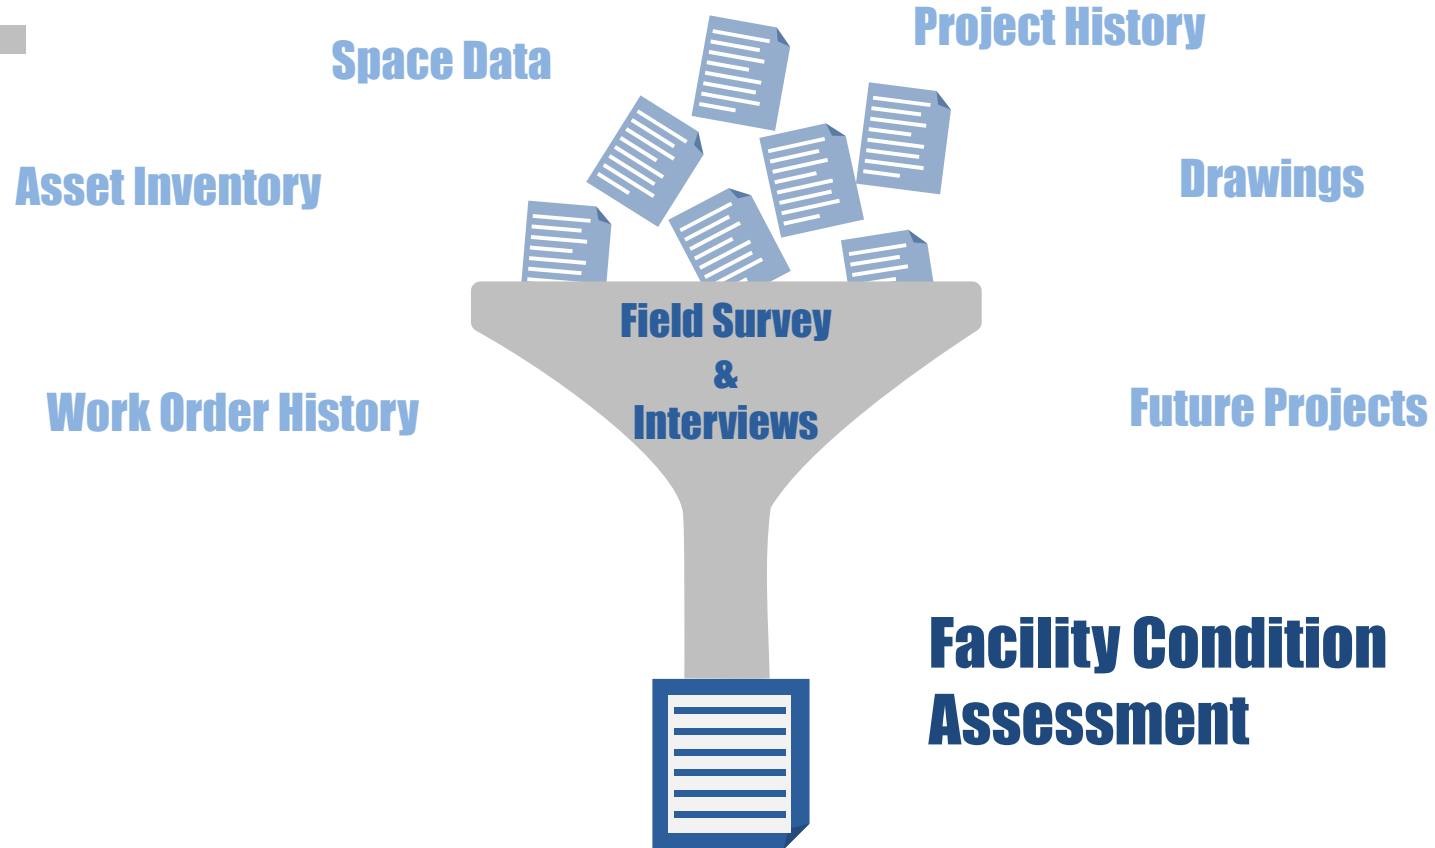 Project History
Space Data
Drawings
Asset Inventory
Field Survey
&
Interviews
Work Order History
Future Projects
Facility Condition
Assessment